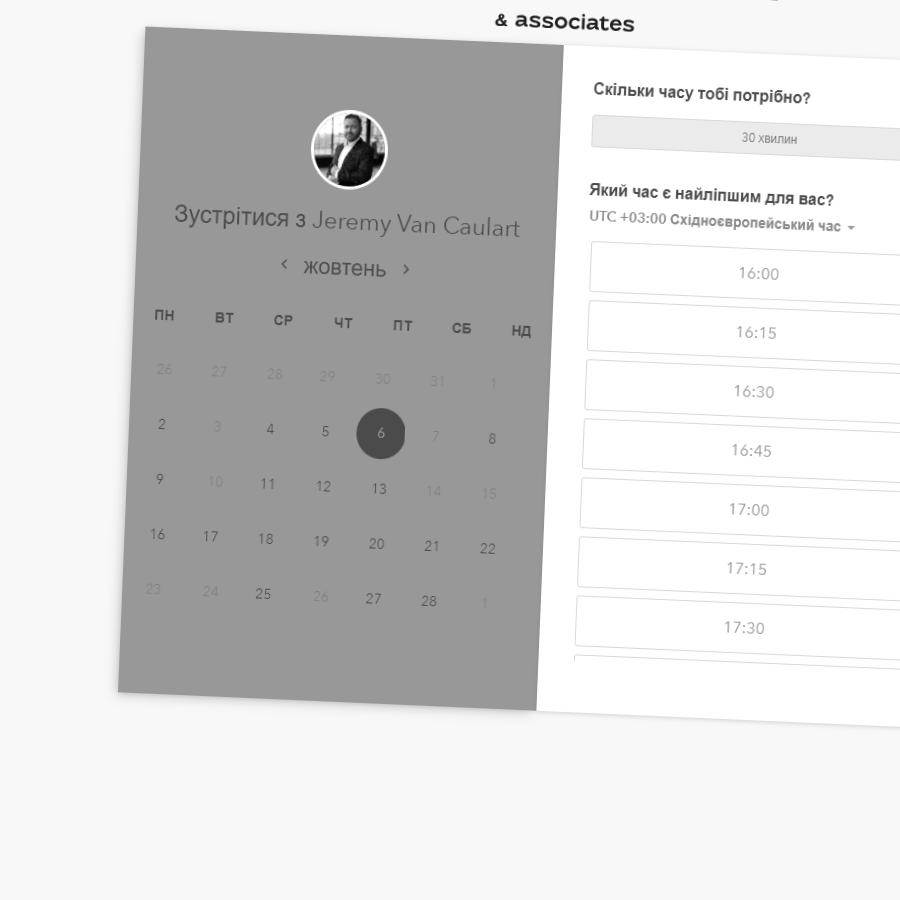 & associates
Зустрітися з Jeremy Van Caulart
жовтень
ПН ВТ СР ЧТ ПТ СБ НД
26 27 28 29 30 31 1
2 3 4 5 6 7 8
9 10 11 12 13 14 15
16 17 18 19 20 21 22
23 24 25 26 27 28 1
Скільки часу тобі потрібно?
30 хвилин
Який час є найліпшим для вас?
UTC +03:00 Східноєвропейський час
16:00
16:15
16:30
16:45
17:00
17:15
17:30